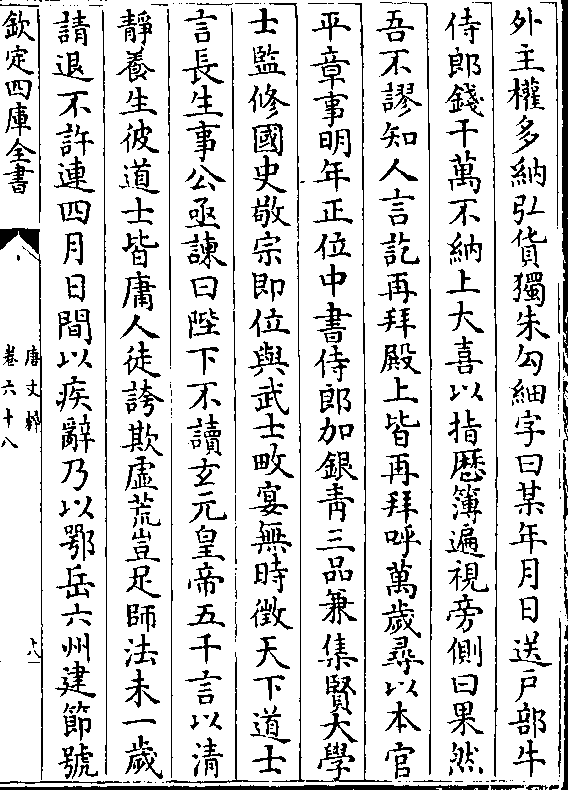 外主權多納弘貨獨朱勾細字曰某年月日送戸部牛
侍郎錢千萬不納上大喜以指歴簿遍視旁側曰果然
吾不謬知人言訖再拜殿上皆再拜呼萬歲尋以本官
平章事明年正位中書侍郎加銀青三品兼集賢大學
士監修國史敬宗即位與武士畋宴無時徴天下道士
言長生事公亟諫曰陛下不讀玄元皇帝五千言以清
靜養生彼道士皆庸人徒誇欺虛荒豈足師法未一歲
請退不許連四月日間以疾辭乃以鄂岳六州建節號
欽定四庫全書
唐文粹
卷六十八